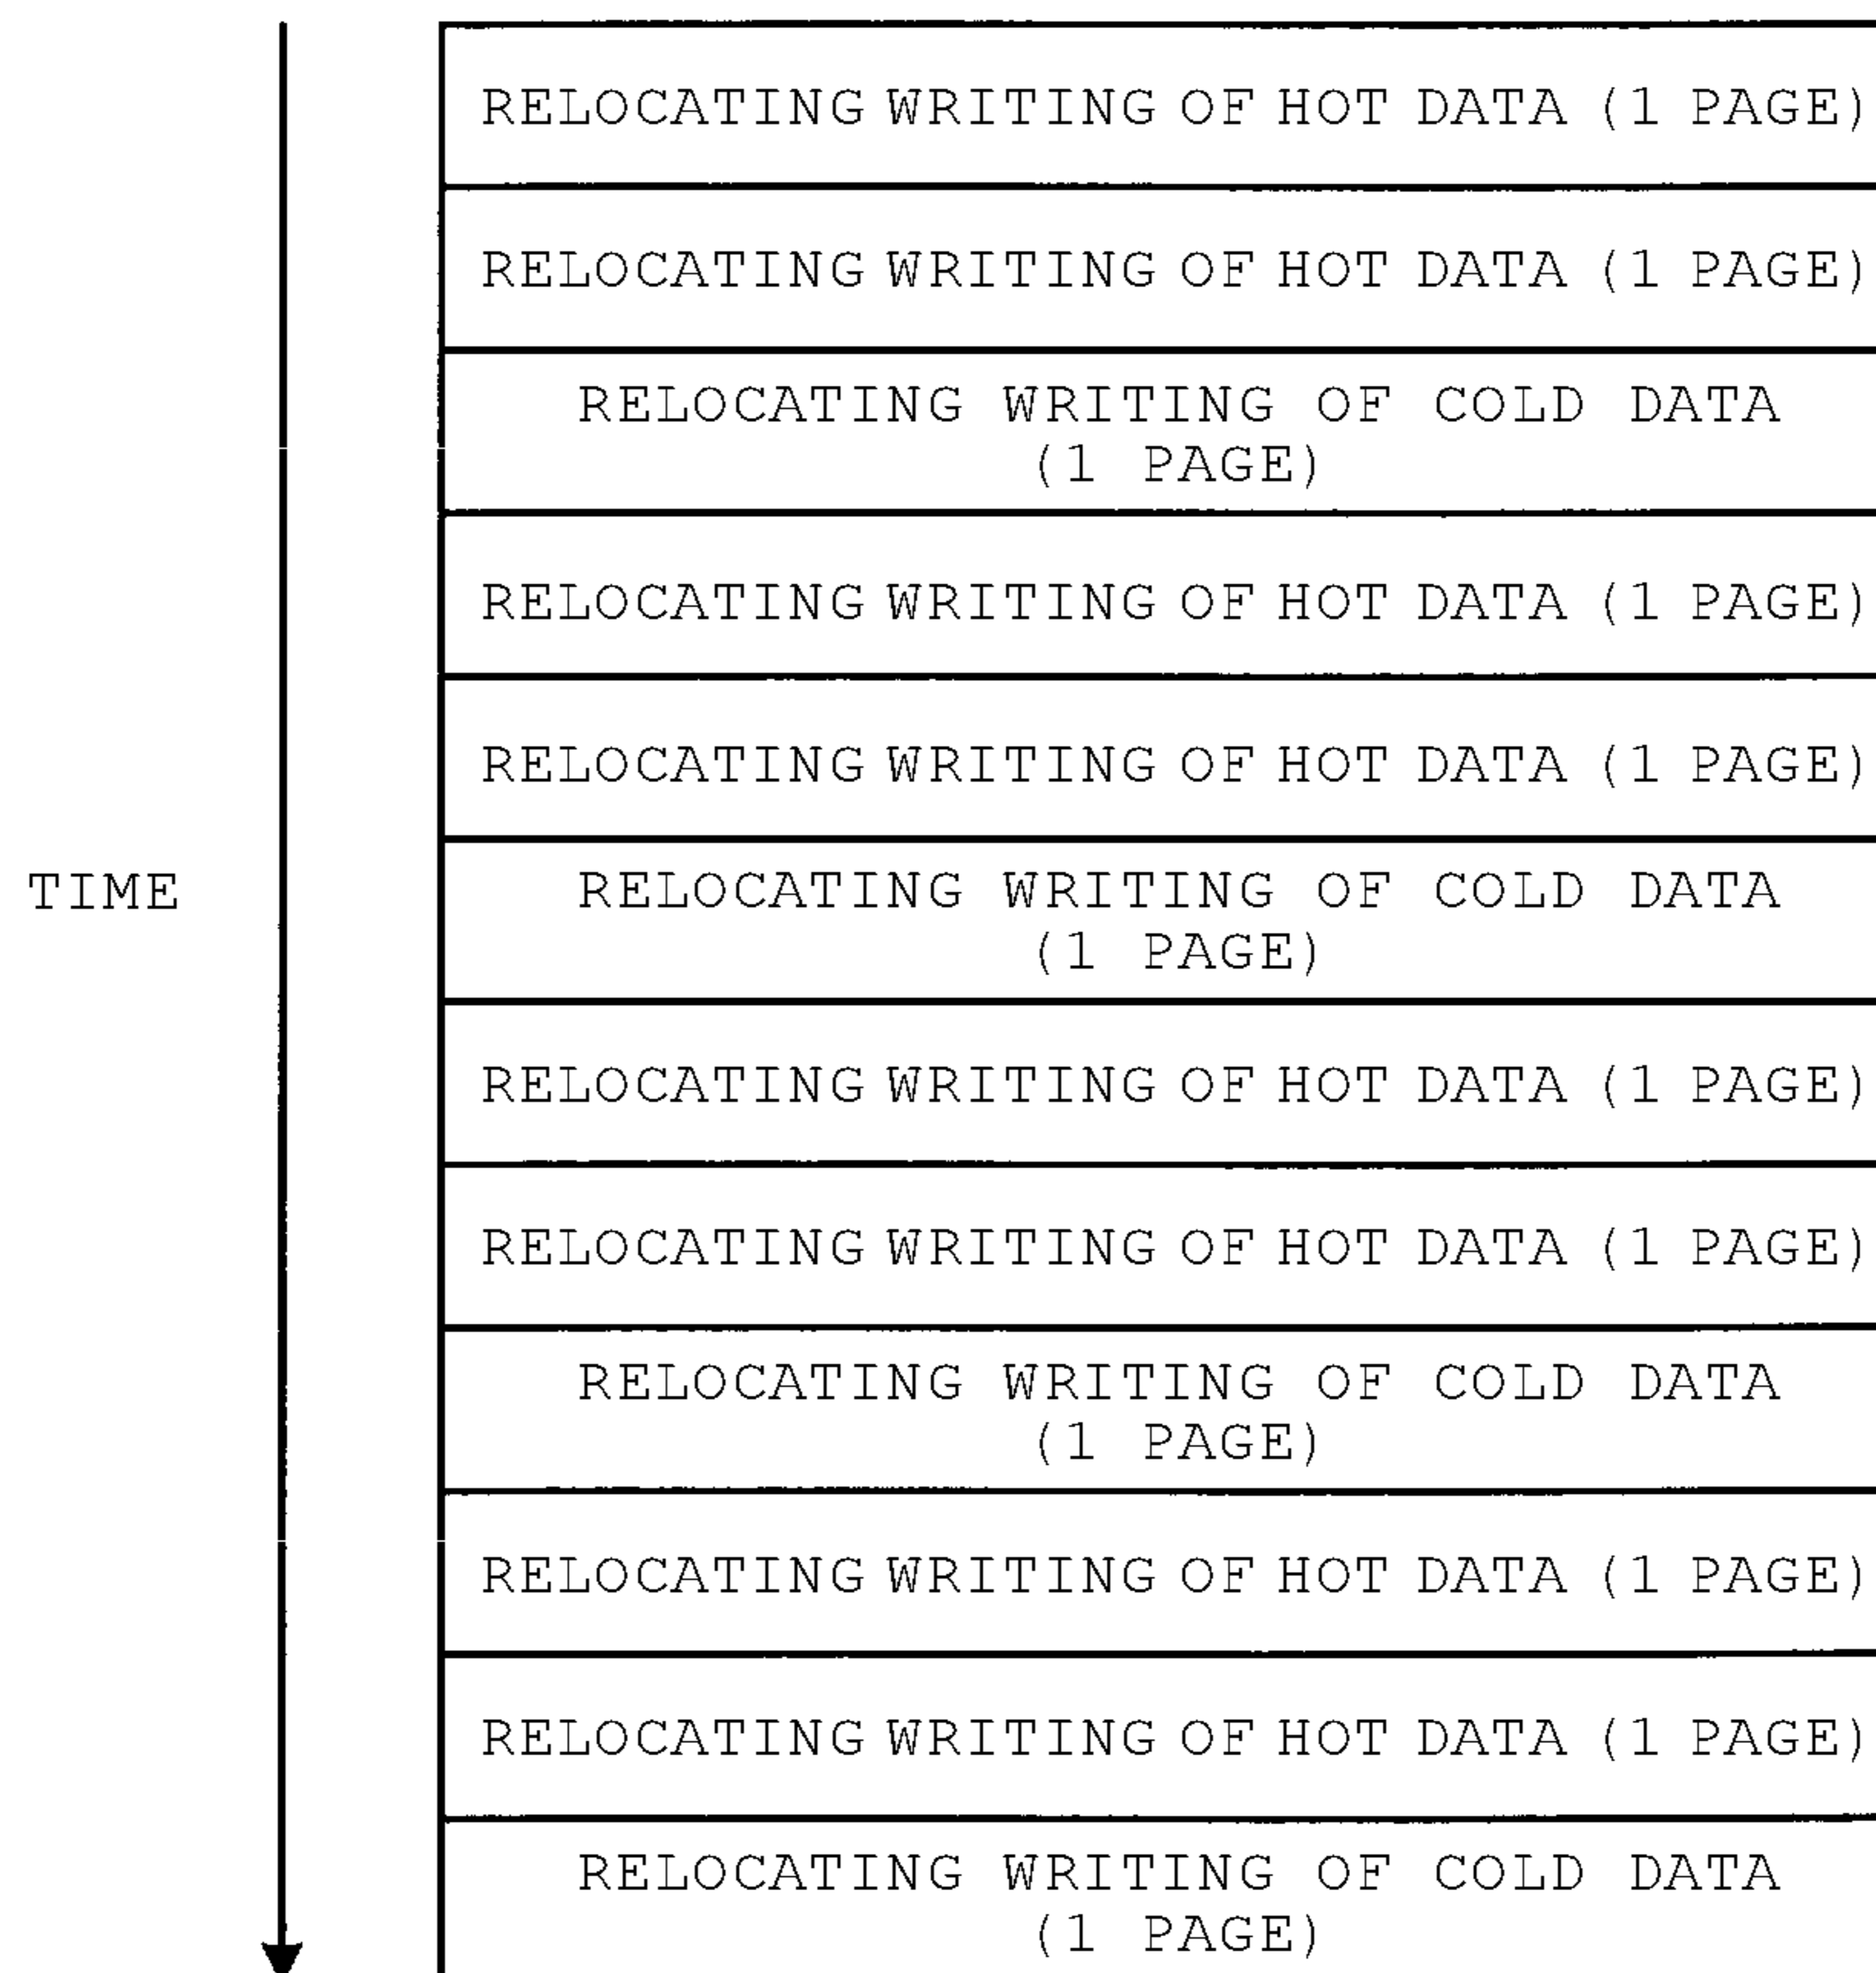 RELOCATING WRITING OF HOT DATA (1 PAGE)
RELOCATING WRITING OF HOT DATA (1 PAGE)
RELOCATING WRITING OF COLD DATA
(1 PAGE)
RELOCATING WRITING OF HOT DATA (1 PAGE)
RELOCATING WRITING OF HOT DATA (1 PAGE)
TIME
RELOCATING WRITING OF COLD DATA
(1 PAGE)
RELOCATING WRITING OF HOT DATA (1 PAGE)
RELOCATING WRITING OF HOT DATA (1 PAGE)
RELOCATING WRITING OF COLD DATA
(1 PAGE)
RELOCATING WRITING OF HOT DATA (1 PAGE)
RELOCATING WRITING OF HOT DATA (1 PAGE)
RELOCATING WRITING OF COLD DATA
(1 PAGE)